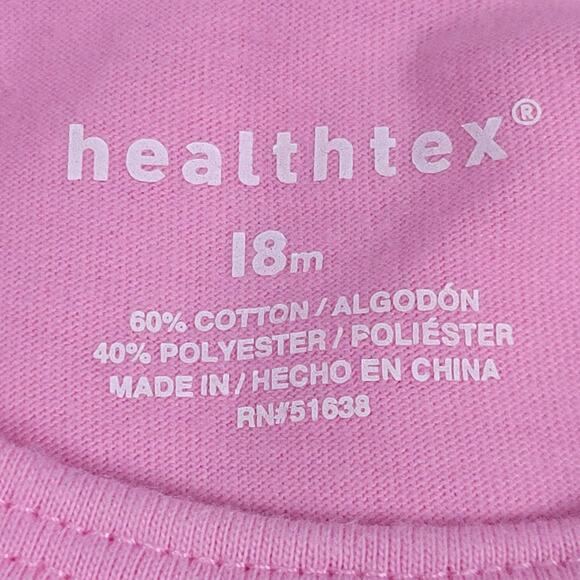 healthtex®
18m
60% COTTON / ALGODÓN
40% POLYESTER / POLIÉSTER
MADE IN / HECHO EN CHINA
RN#51638